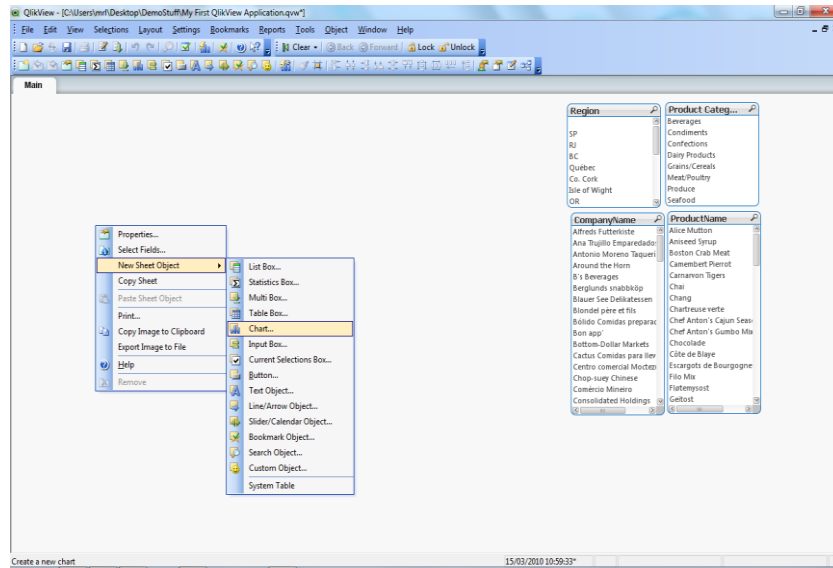 QlikView - [C:\Users\mrl\Desktop\DemoStuff\My First QlikView Application.qvw*]
File Edit View Selections Layout Settings Bookmarks Reports Tools Object Window Help
Clear Back Forward Lock Unlock
Main
Region
SP
RJ
BC
Québec
Co. Cork
Isle of Wight
OR
Product Categ...
Beverages
Condiments
Confections
Dairy Products
Grains/Cereals
Meat/Poultry
Produce
Seafood
CompanyName
Alfreds Futterkiste
Ana Trujillo Emparedado
Antonio Moreno Taquerí
Around the Horn
B's Beverages
Berglunds snabbköp
Blauer See Delikatessen
Blondel père et fils
Bólido Comidas preparac
Bon app'
Bottom-Dollar Markets
Cactus Comidas para llev
Centro comercial Moctez
Chop-suey Chinese
Comércio Mineiro
Consolidated Holdings
ProductName
Alice Mutton
Aniseed Syrup
Boston Crab Meat
Camembert Pierrot
Carnarvon Tigers
Chai
Chang
Chartreuse verte
Chef Anton's Cajun Seas
Chef Anton's Gumbo Mix
Chocolade
Côte de Blaye
Escargots de Bourgogne
Filo Mix
Fløtemysost
Geitost
Properties...
Select Fields...
New Sheet Object
Copy Sheet
Paste Sheet Object
Print...
Copy Image to Clipboard
Export Image to File
Help
Remove
List Box...
Statistics Box...
Multi Box...
Table Box...
Chart...
Input Box...
Current Selections Box...
Button...
Text Object...
Line/Arrow Object...
Slider/Calendar Object...
Bookmark Object...
Search Object...
Custom Object...
System Table
Create a new chart 15/03/2010 10:59:33*